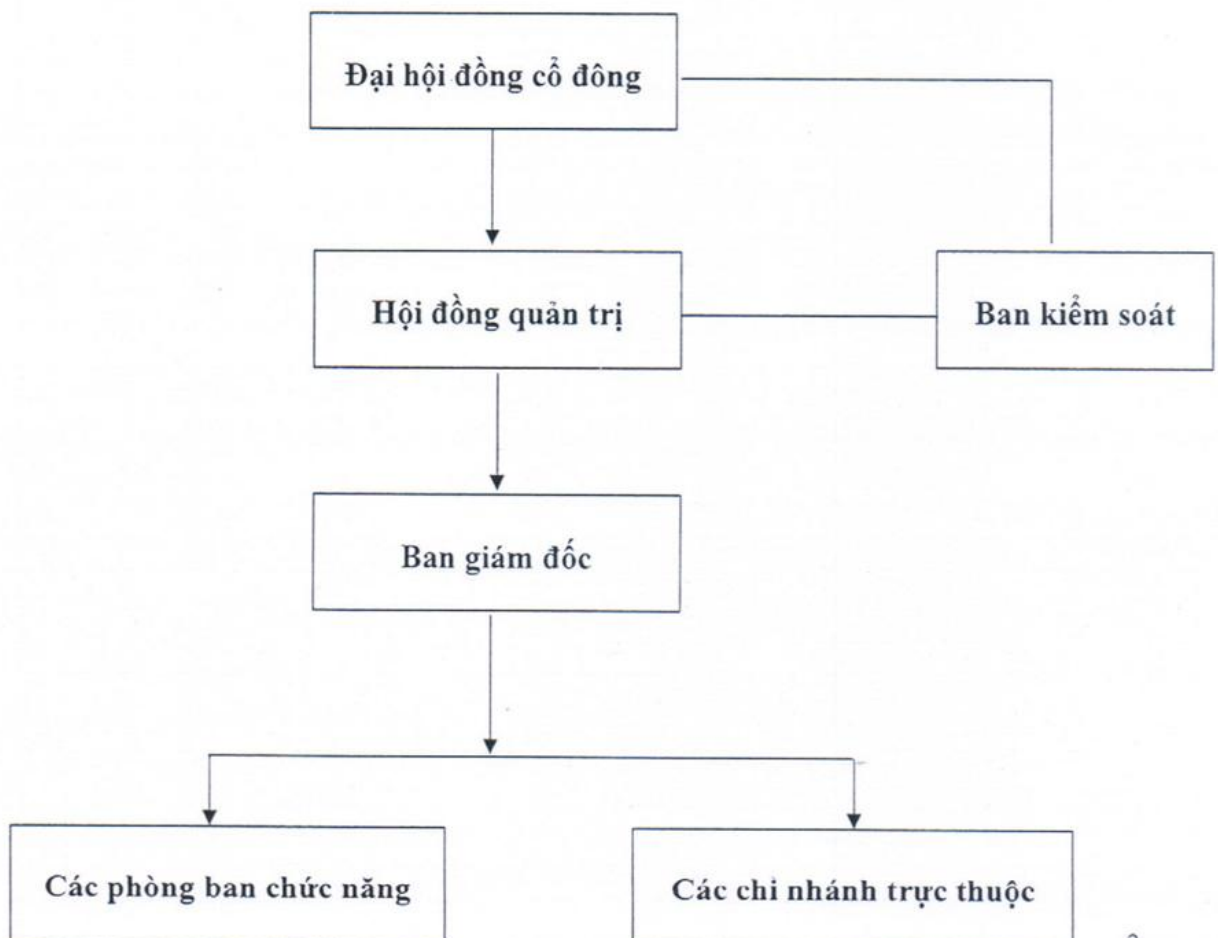 Đại hội đồng cổ đông
Hội đồng quản trị
Ban kiểm soát
Ban giám đốc
Các phòng ban chức năng
Các chi nhánh trực thuộc